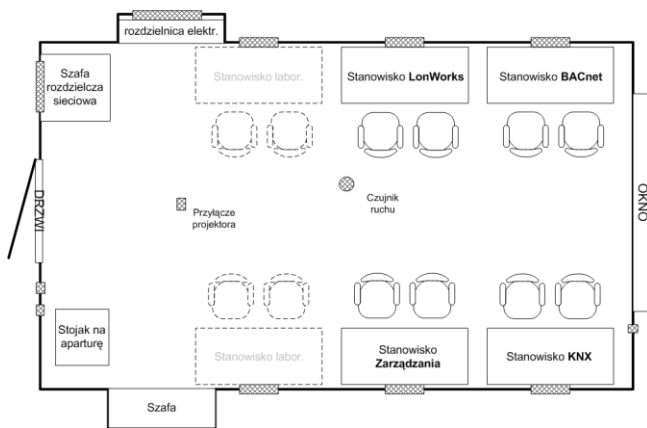 rozdzielnica elektr.
Szafa
rozdzielcza
sieciowa
Stanowisko labor.
Stanowisko LonWorks
Stanowisko BACnet
DRZWI
Przyłącze
projektora
Czujnik
ruchu
OKNO
Stojak na
aparturę
Stanowisko labor.
Stanowisko
Zarządzania
Stanowisko KNX
Szafa